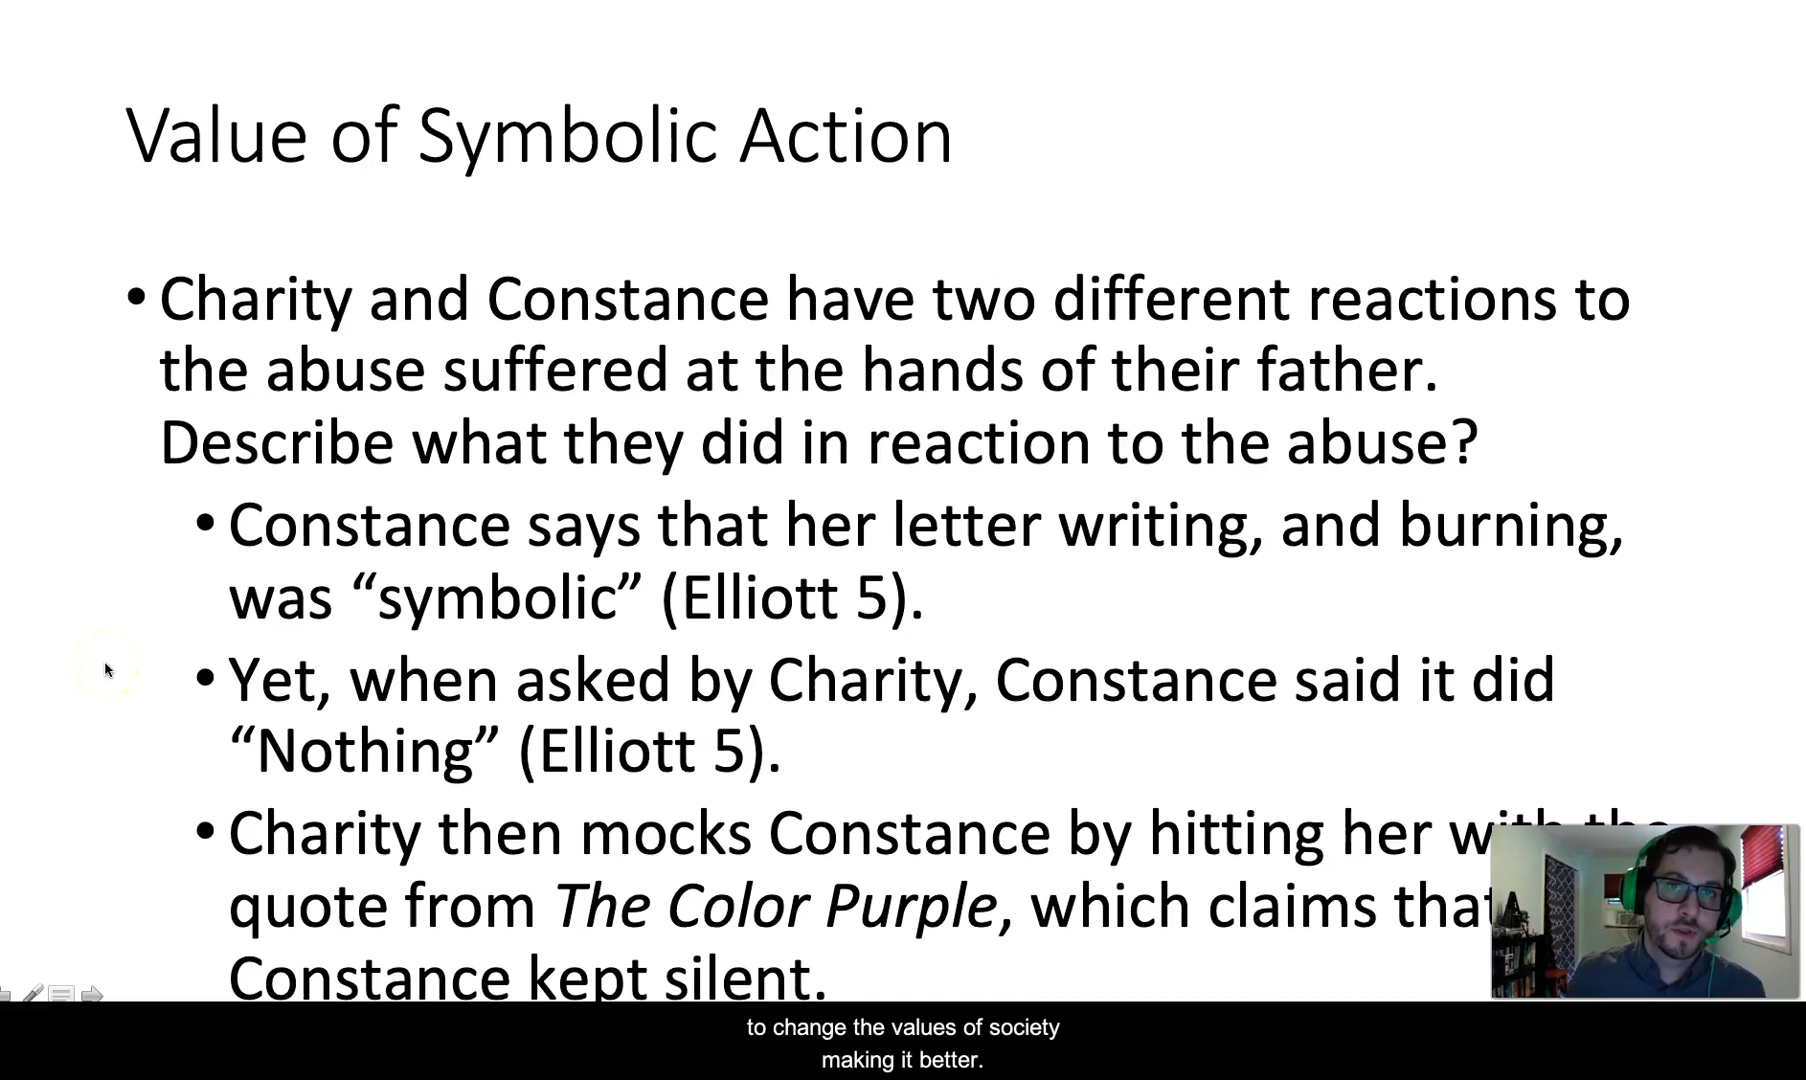 Value of Symbolic Action
• Charity and Constance have two different reactions to
the abuse suffered at the hands of their father.
Describe what they did in reaction to the abuse?
• Constance says that her letter writing, and burning,
was “symbolic” (Elliott 5).
• Yet, when asked by Charity, Constance said it did
“Nothing” (Elliott 5).
• Charity then mocks Constance by hitting her with the
quote from The Color Purple, which claims that
Constance kept silent.
to change the values of society
making it better.